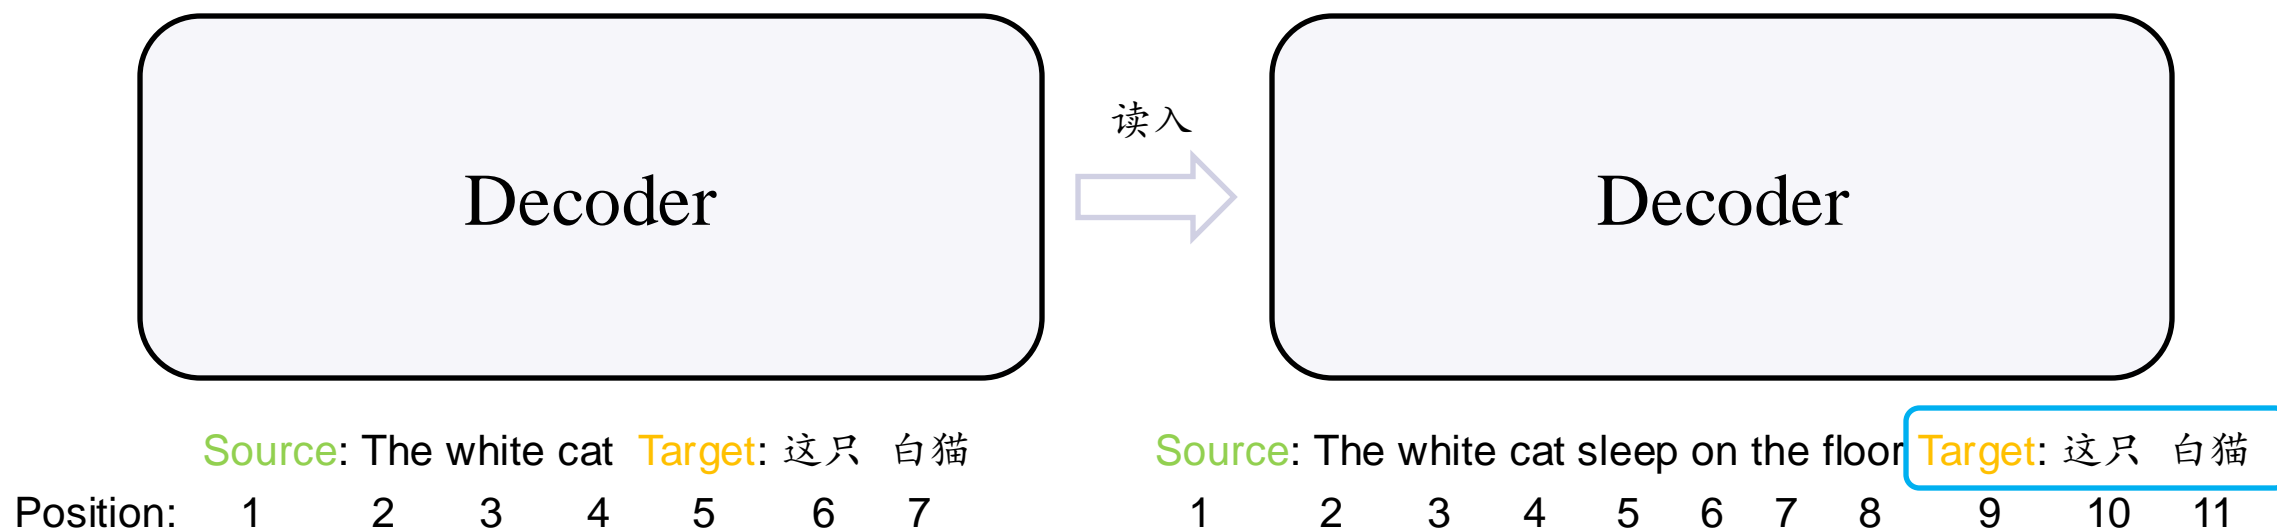 读入
Decoder
Decoder
Source: The white cat Target: 这只 白猫
Source: The white cat sleep on the floor Target: 这只 白猫
Position: 1 2 3 4 5 6 7
1 2 3 4 5 6 7 8 9 10 11